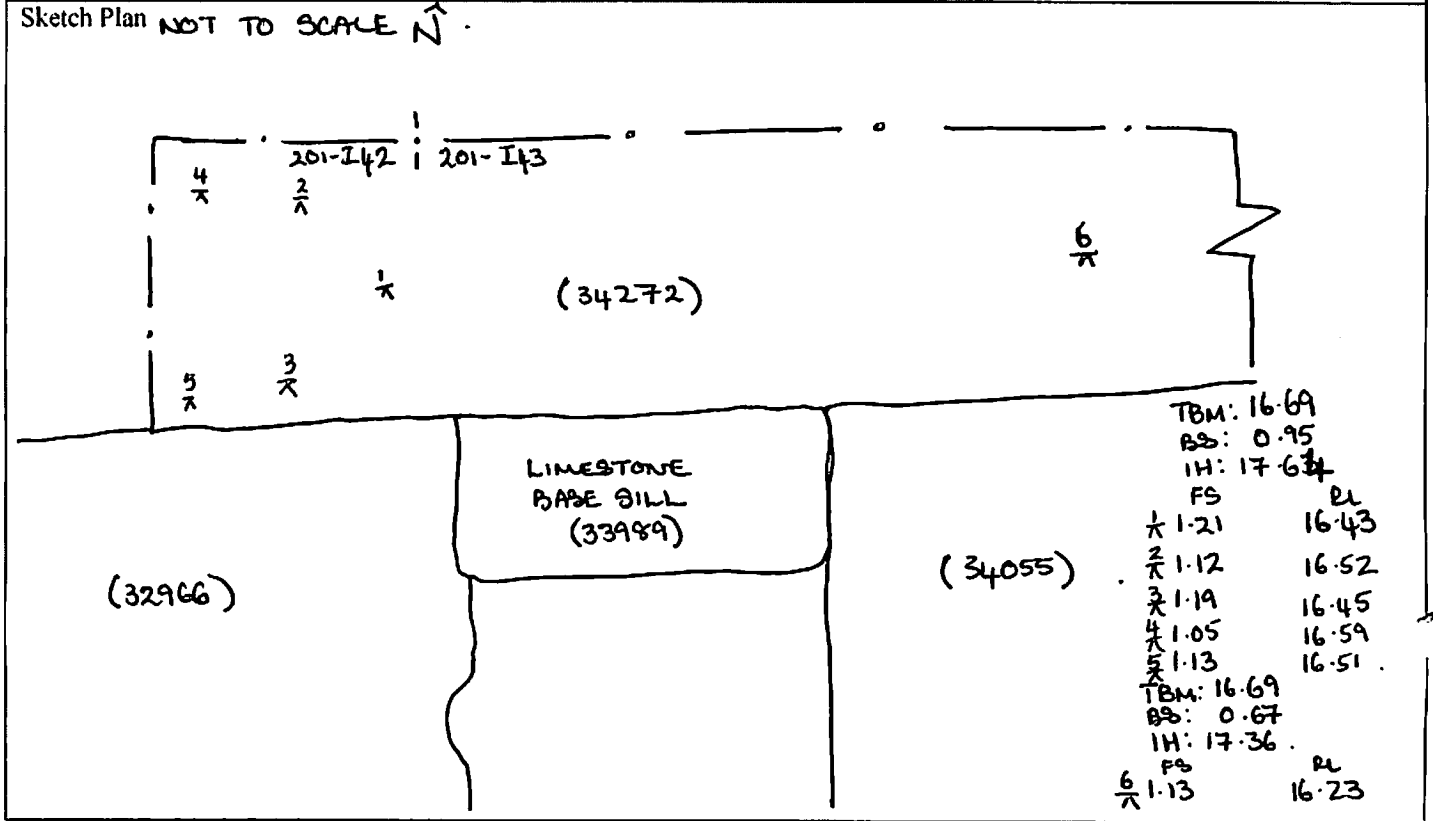 Sketch Plan NOT TO SCALE N
201-I42 201-I43
4 2
6
1 (34272)
5 3
LIMESTONE
BASE SILL
(33989)
(32966)
(34055)
TBM: 16.69
BS: 0.95
IH: 17.64
FS RL
1 1.21 16.43
2 1.12 16.52
3 1.19 16.45
4 1.05 16.59
5 1.13 16.51
TBM: 16.69
BS: 0.67
IH: 17.36
FS RL
6 1.13 16.23